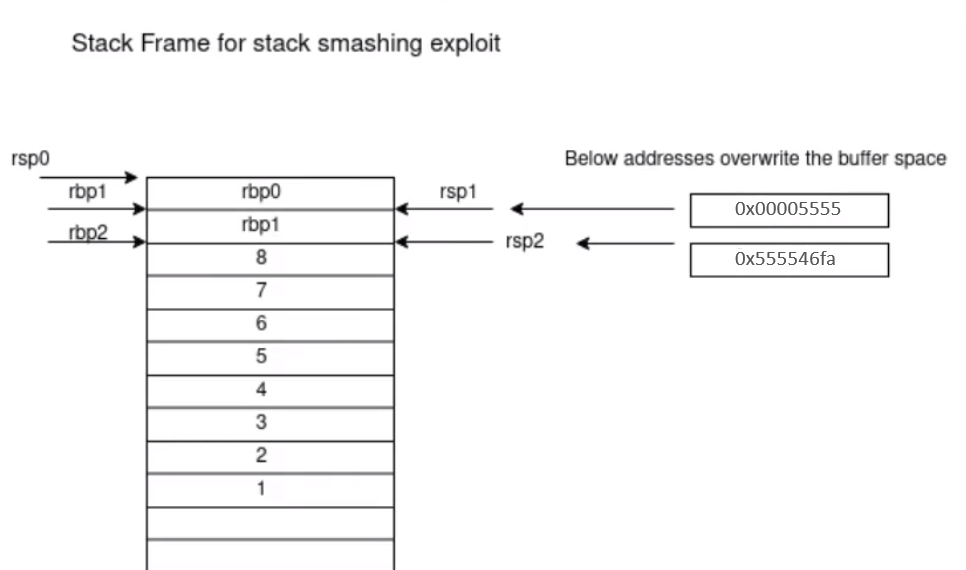 Stack Frame for stack smashing exploit
rsp0
Below addresses overwrite the buffer space
rbp1
rbp0
rsp1
0x00005555
rbp2
rbp1
rsp2
0x555546fa
8
7
6
5
4
3
2
1